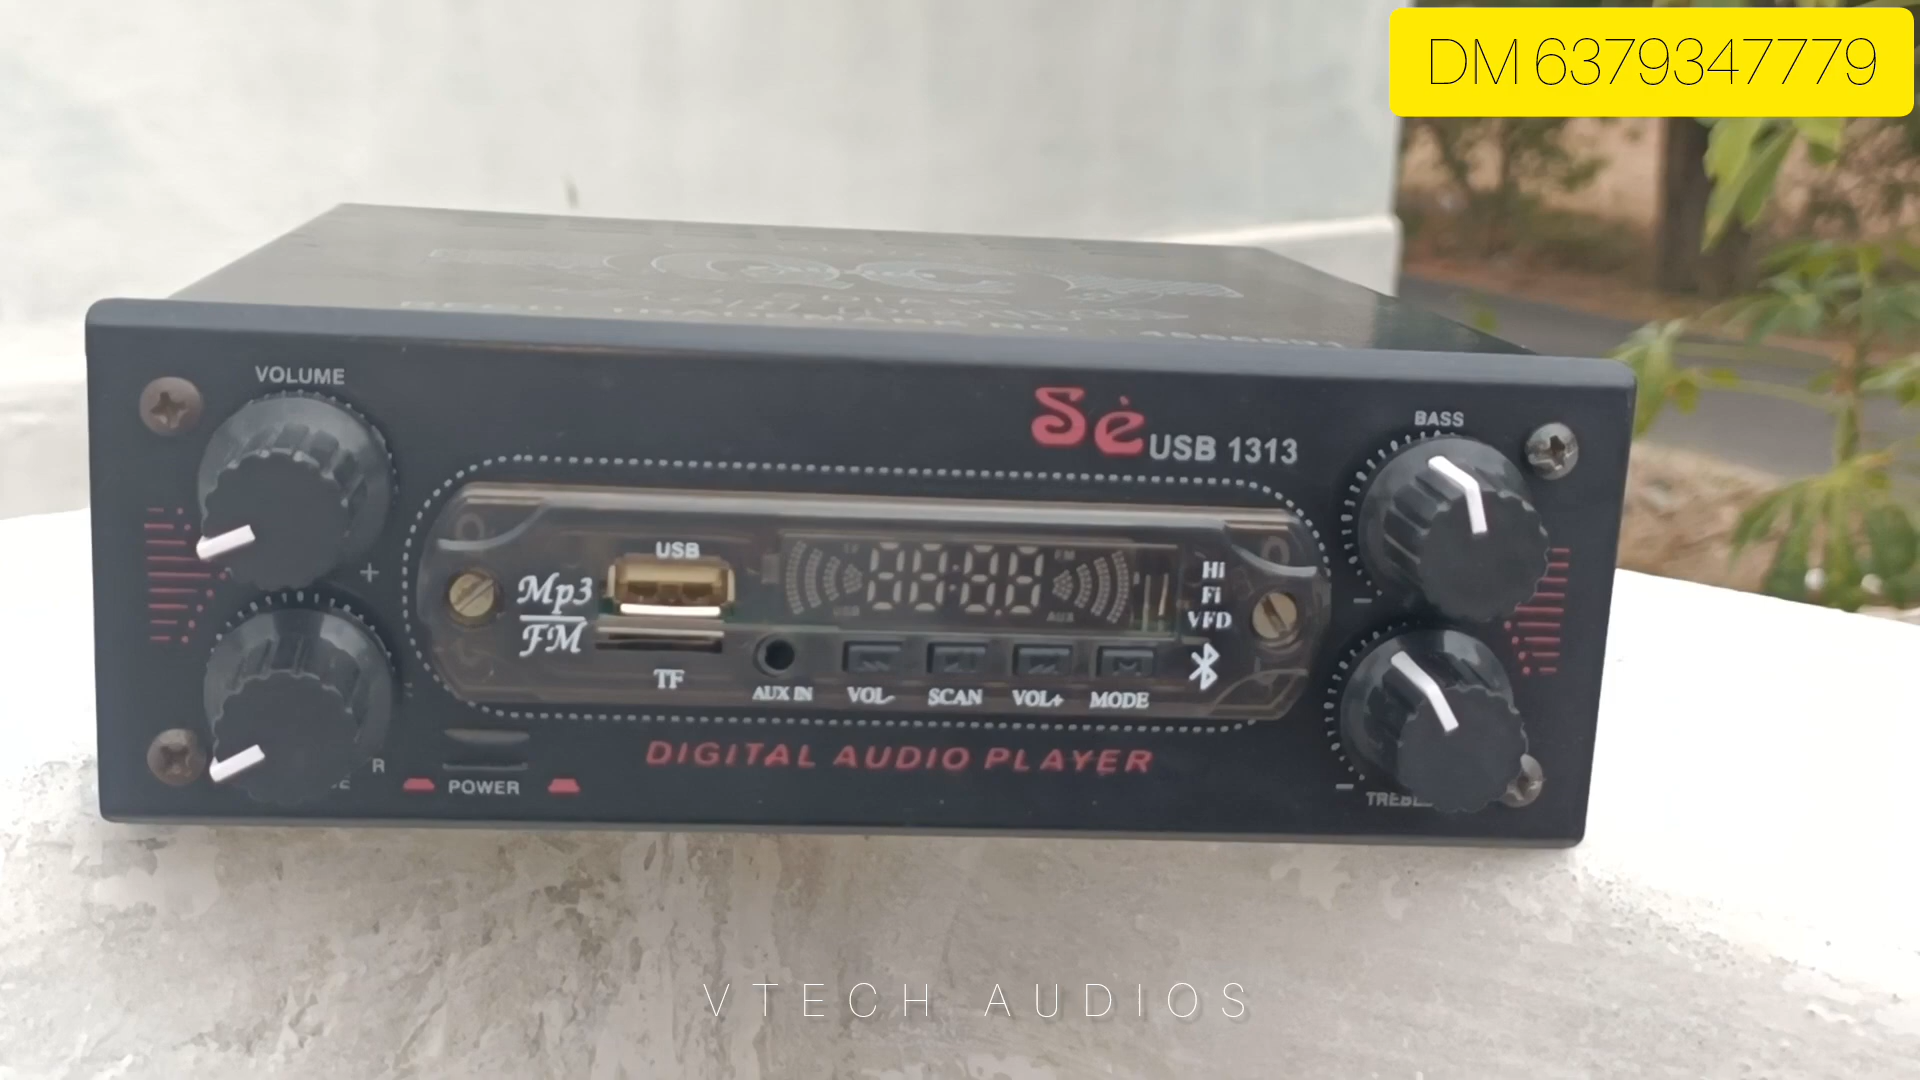 DM 6379347779
VOLUME
Sè USB 1313
BASS
USB
Mp3
FM
TF
AUX IN
VOL-
SCAN
VOL+
MODE
Hi
Fi
VFD
+
R
POWER
DIGITAL AUDIO PLAYER
VTECH AUDIOS